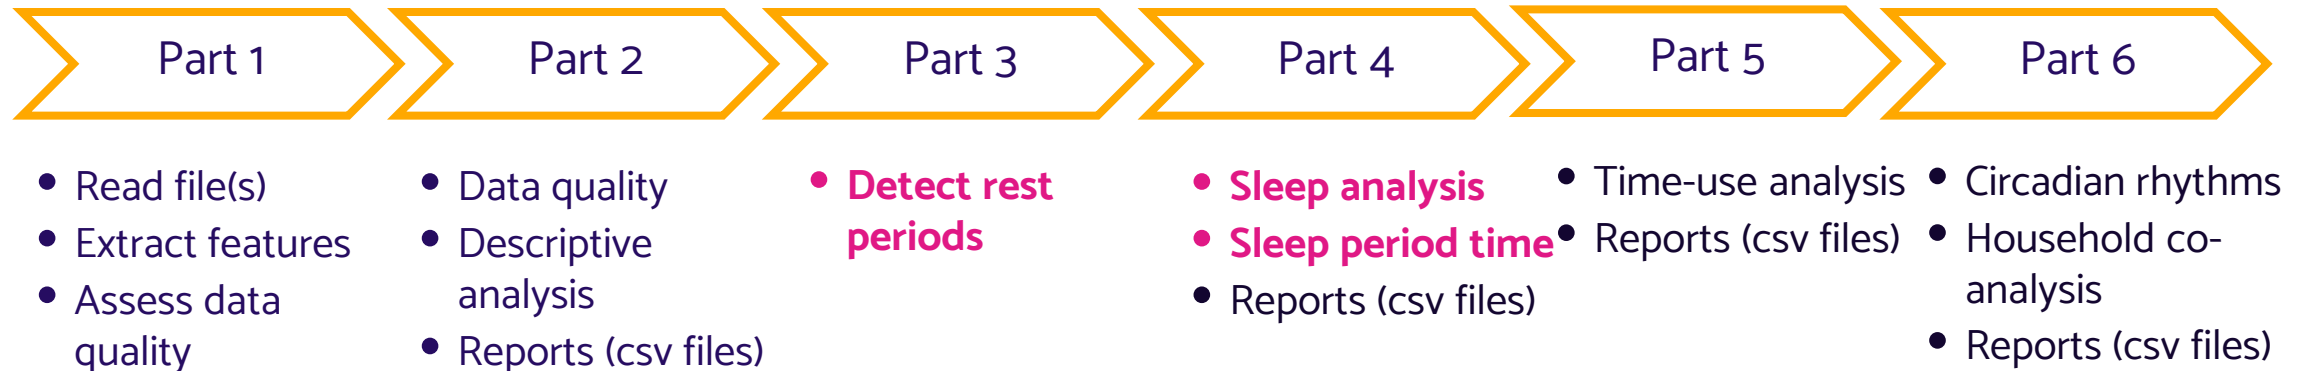 Part 1
Part 2
Part 3
Part 4
Part 5
Part 6
• Read file(s)
• Extract features
• Assess data
quality
• Data quality
• Descriptive
analysis
• Reports (csv files)
• Detect rest
periods
• Sleep analysis
• Sleep period time
• Reports (csv files)
• Time-use analysis
• Reports (csv files)
• Circadian rhythms
• Household co-
analysis
• Reports (csv files)